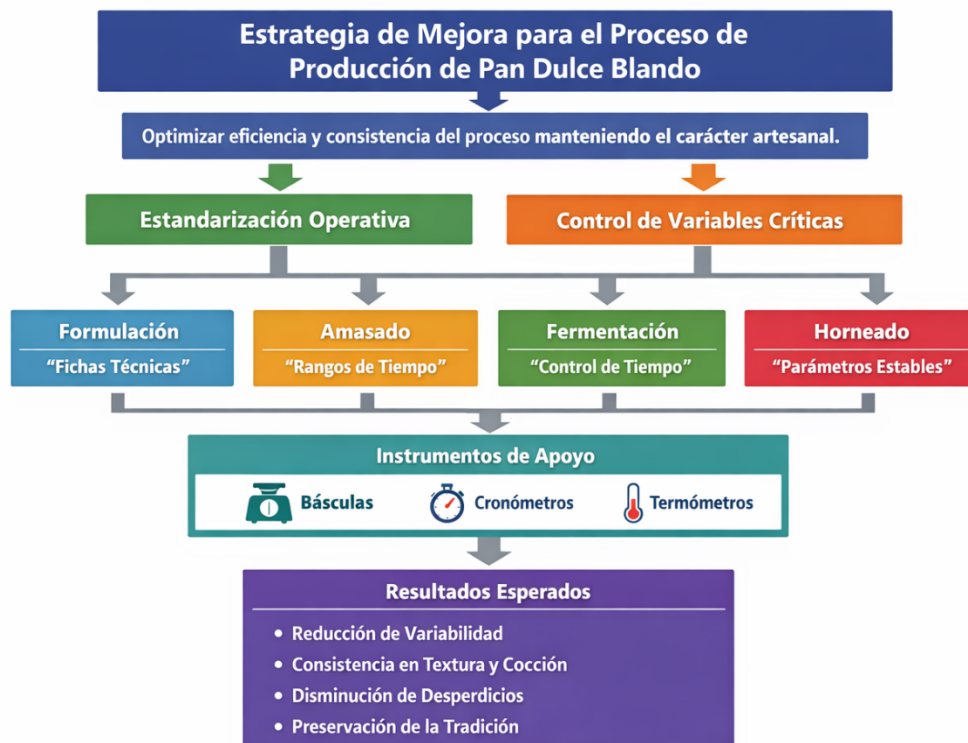 Estrategia de Mejora para el Proceso de
Producción de Pan Dulce Blando
Optimizar eficiencia y consistencia del proceso manteniendo el carácter artesanal.
Estandarización Operativa
Control de Variables Críticas
Formulación
“Fichas Técnicas”
Amasado
“Rangos de Tiempo”
Fermentación
“Control de Tiempo”
Horneado
“Parámetros Estables”
Instrumentos de Apoyo
Básculas
Cronómetros
Termómetros
Resultados Esperados
• Reducción de Variabilidad
• Consistencia en Textura y Cocción
• Disminución de Desperdicios
• Preservación de la Tradición